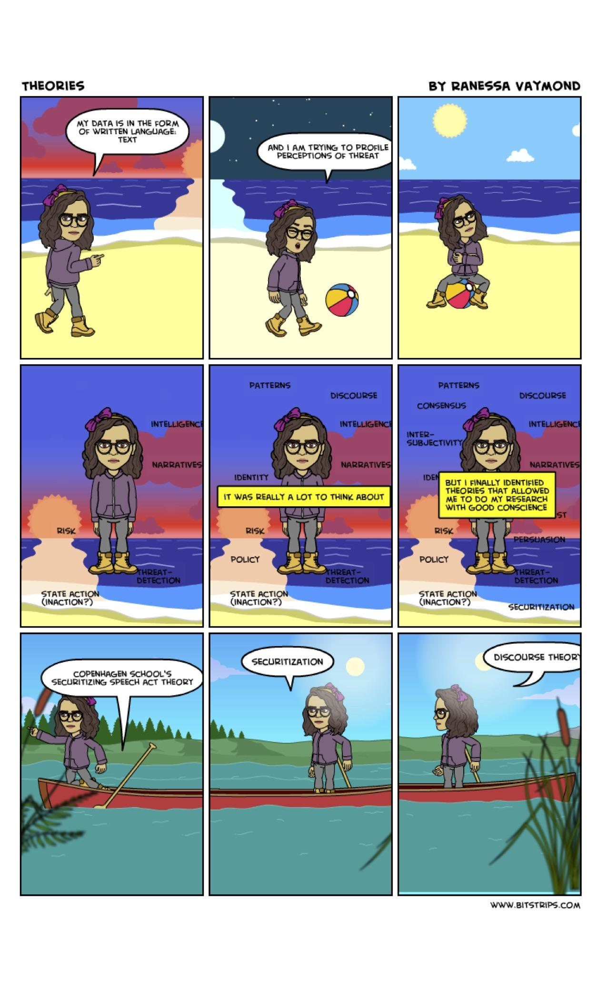 THEORIES
BY RANESSA VAYMOND
MY DATA IS IN THE FORM
OF WRITTEN LANGUAGE:
TEXT
AND I AM TRYING TO PROFILE
PERCEPTIONS OF THREAT
INTELLIGENCE
NARRATIVES
RISK
THREAT-
DETECTION
STATE ACTION
(INACTION?)
PATTERNS
DISCOURSE
INTELLIGENCE
NARRATIVES
IDENTITY
IT WAS REALLY A LOT TO THINK ABOUT
RISK
POLICY
THREAT-
DETECTION
STATE ACTION
(INACTION?)
PATTERNS
DISCOURSE
CONSENSUS
INTELLIGENCE
INTER-
SUBJECTIVITY
NARRATIVES
IDEN
BUT I FINALLY IDENTIFIED
THEORIES THAT ALLOWED
ME TO DO MY RESEARCH
WITH GOOD CONSCIENCE
ST
RISK
PERSUASION
POLICY
THREAT-
DETECTION
STATE ACTION
(INACTION?)
SECURITIZATION
COPENHAGEN SCHOOL'S
SECURITIZING SPEECH ACT THEORY
SECURITIZATION
DISCOURSE THEORY
WWW.BITSTRIPS.COM